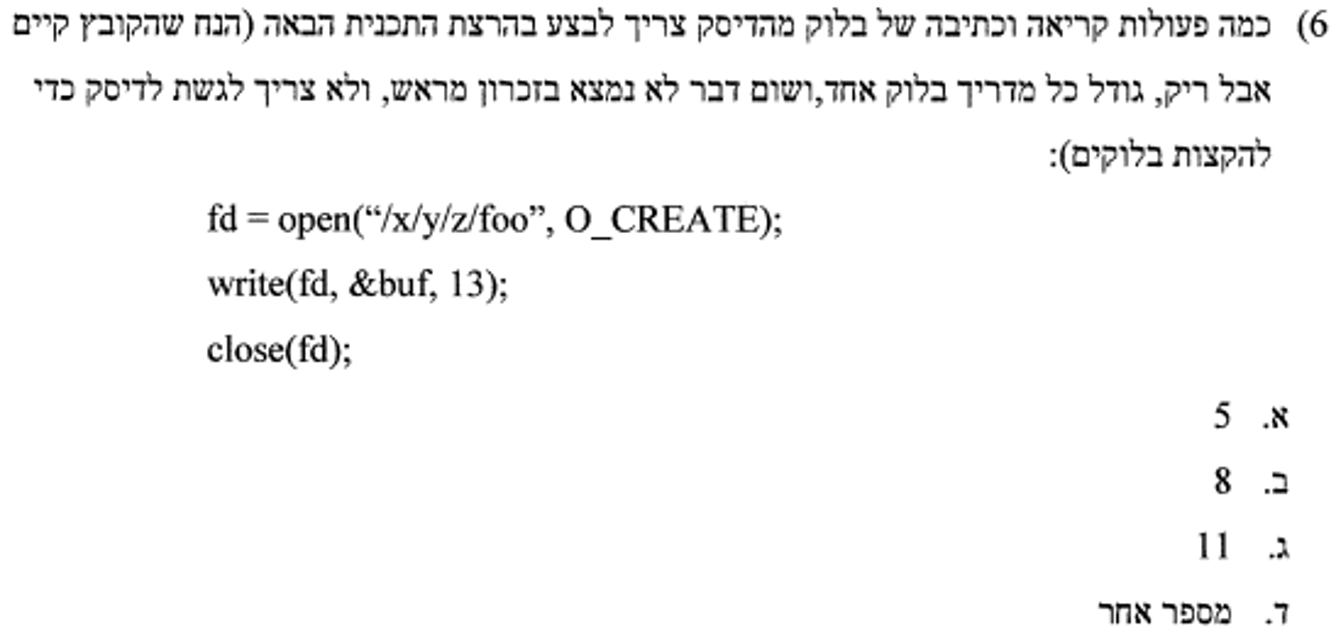 6) כמה פעולות קריאה וכתיבה של בלוק מהדיסק צריך לבצע בהרצת התכנית הבאה (הנח שהקובץ קיים
אבל ריק, גודל כל מדריך בלוק אחד,ושום דבר לא נמצא בזכרון מראש, ולא צריך לגשת לדיסק כדי
להקצות בלוקים):
fd = open(“/x/y/z/foo”, O_CREATE);
write(fd, &buf, 13);
close(fd);
א. 5
ב. 8
ג. 11
ד. מספר אחר